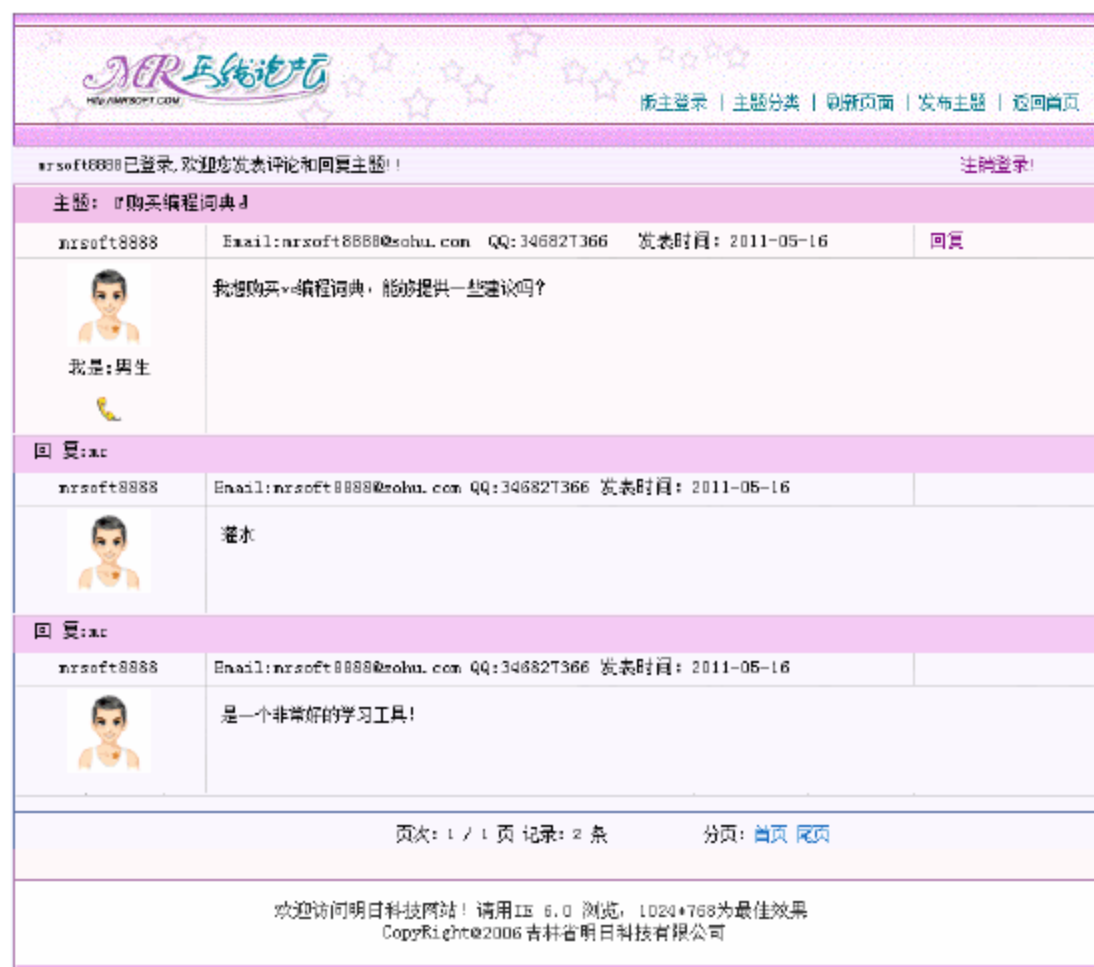 MR在线论坛
Http://MRSOFT.COM
版主登录 | 主题分类 | 刷新页面 | 发布主题 | 返回首页
mrsoft8888已登录,欢迎您发表评论和回复主题!! 注销登录!
主题: 『购买编程词典』
mrsoft8888 Email:mrsoft8888@sohu.com QQ:346827366 发表时间: 2011-05-16 回复
我想购买vc编程词典，能够提供一些建议吗?
我是:男生
回 复:mr
mrsoft8888 Email:mrsoft8888@sohu.com QQ:346827366 发表时间: 2011-05-16
灌水
回 复:mr
mrsoft8888 Email:mrsoft8888@sohu.com QQ:346827366 发表时间: 2011-05-16
是一个非常好的学习工具!
页次: 1 / 1 页 记录: 2 条 分页: 首页 尾页
欢迎访问明日科技网站! 请用IE 6.0 浏览, 1024*768为最佳效果
CopyRight@2006吉林省明日科技有限公司